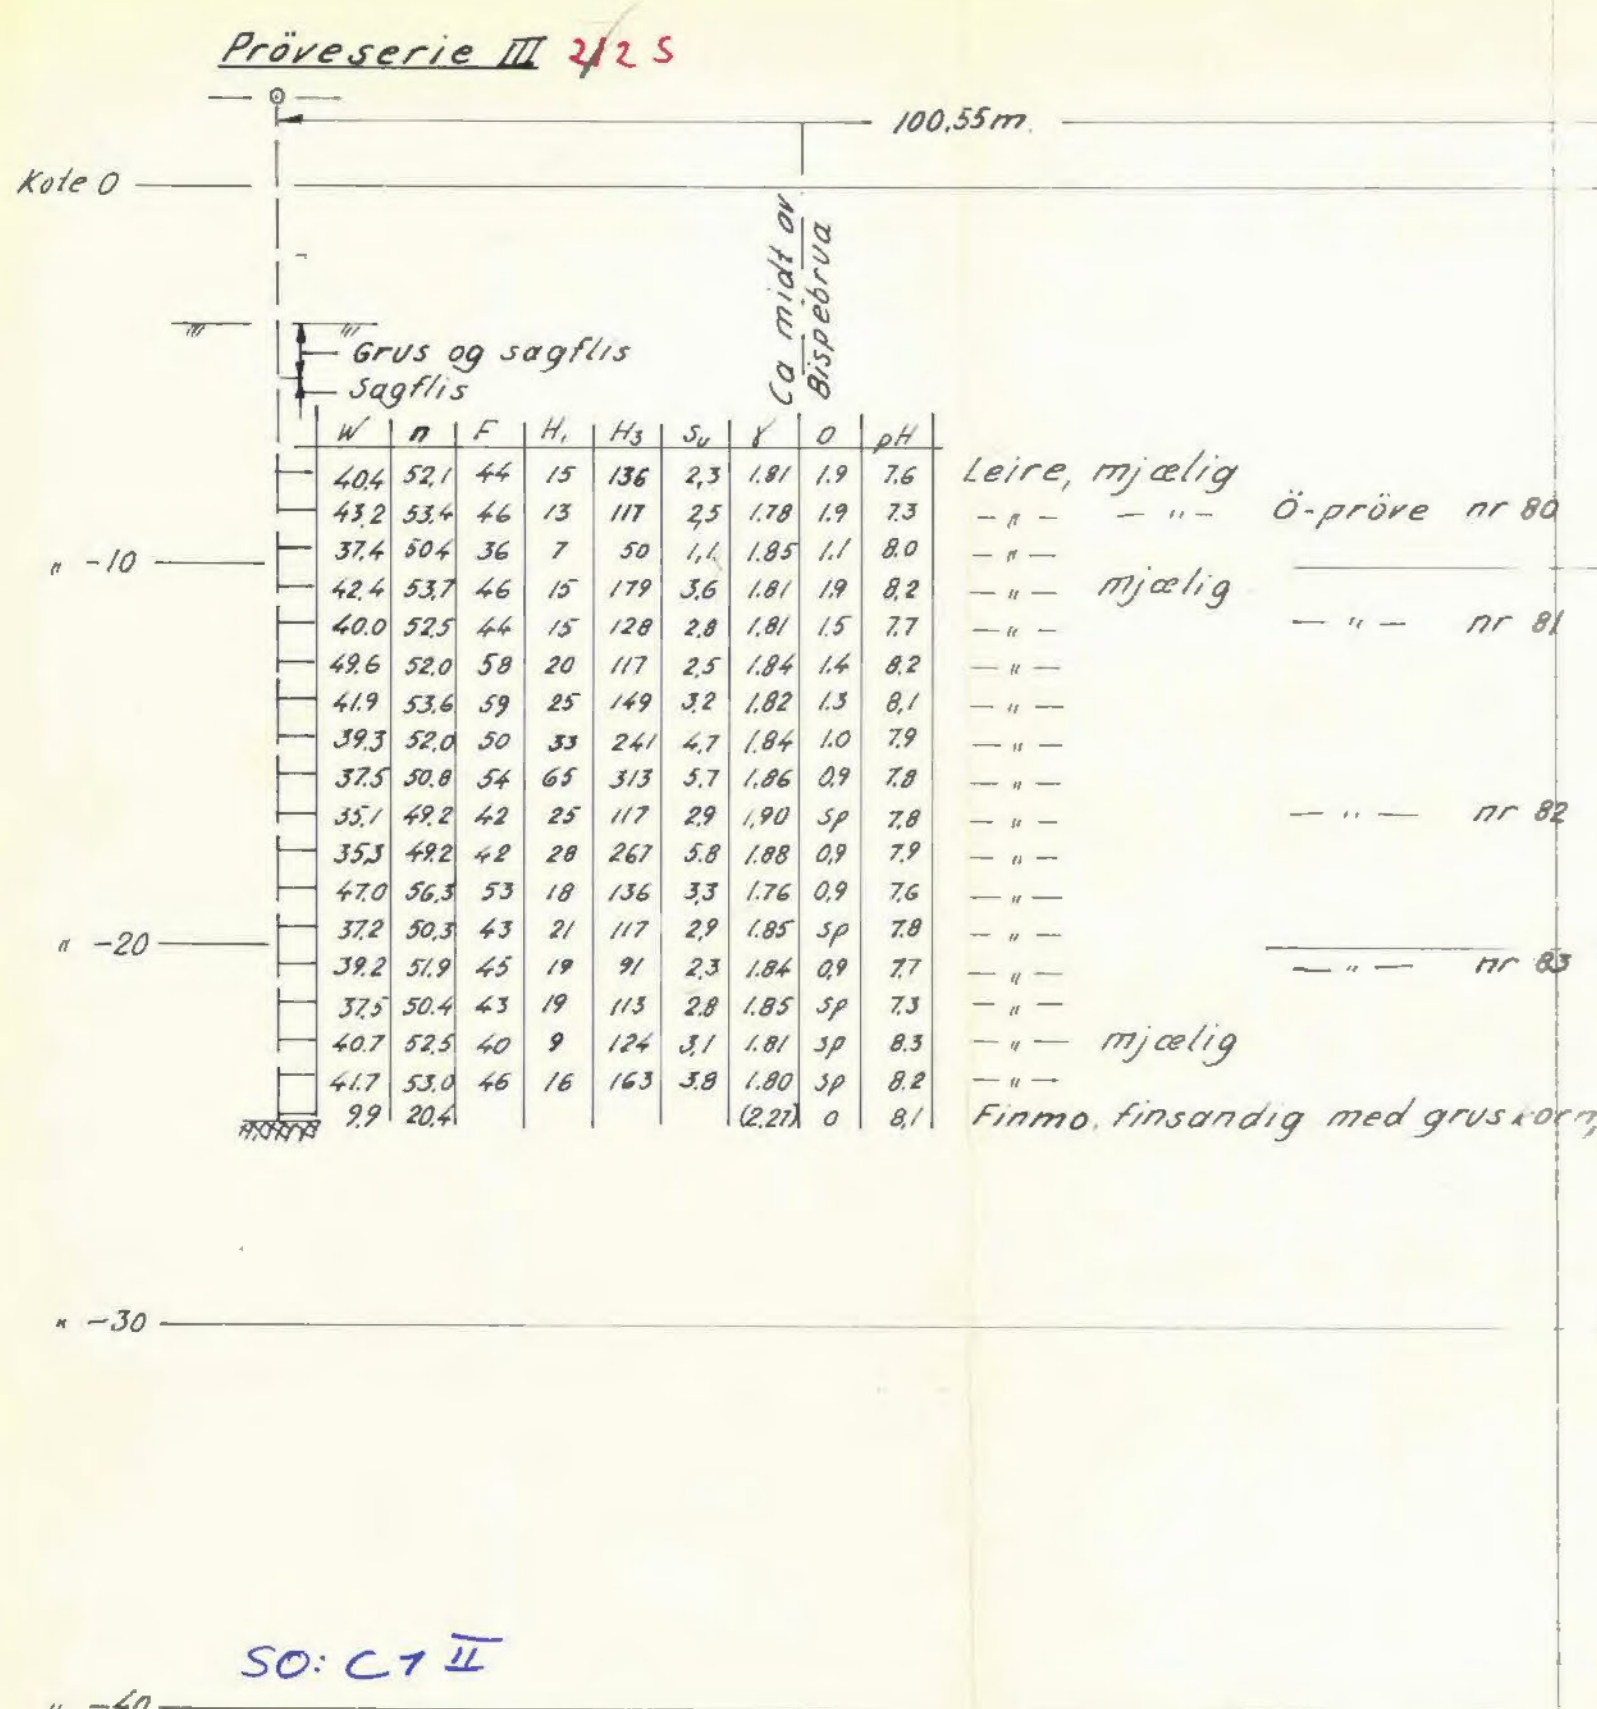 Pröveserie III 2/2 S
100,55 m.
Kote 0
Ca midt av
Bispebrua
Grus og sagflis
Sagflis
W n F H₁ H₃ Su γ O pH
40.4 52,1 44 15 136 2,3 1.81 1.9 7.6 Leire, mjælig
43.2 53.4 46 13 117 2,5 1.78 1.9 7.3 — " — — " — Ö-pröve nr 80
37.4 50.4 36 7 50 1,1 1.85 1.1 8.0 — " —
" -10
42.4 53.7 46 15 179 3.6 1.81 1.9 8,2 — " — mjælig
40.0 52.5 44 15 128 2.8 1.81 1.5 7.7 — " — — " — nr 81
49.6 52.0 58 20 117 2.5 1.84 1.4 8.2 — " —
41.9 53.6 59 25 149 3.2 1.82 1.3 8,1 — " —
39.3 52.0 50 33 241 4.7 1.84 1.0 7.9 — " —
37.5 50.8 54 65 313 5.7 1.86 0.9 7.8 — " —
35.1 49.2 42 25 117 2.9 1.90 Sp 7.8 — " — — " — nr 82
35.3 49.2 42 28 267 5.8 1.88 0,9 7.9 — " —
47.0 56.3 53 18 136 3.3 1.76 0,9 7.6 — " —
37.2 50.3 43 21 117 2.9 1.85 Sp 7.8 — " —
" -20
39.2 51.9 45 19 91 2.3 1.84 0,9 7.7 — " — — " — nr 83
37.5 50.4 43 19 113 2.8 1.85 Sp 7.3 — " —
40.7 52.5 40 9 124 3,1 1.81 Sp 8.3 — " — mjælig
41.7 53.0 46 16 163 3.8 1.80 Sp 8.2 — " —
9.9 20.4 (2.27) 0 8,1 Finmo, finsandig med gruskorn,
" -30
SO: C1 II
" -40